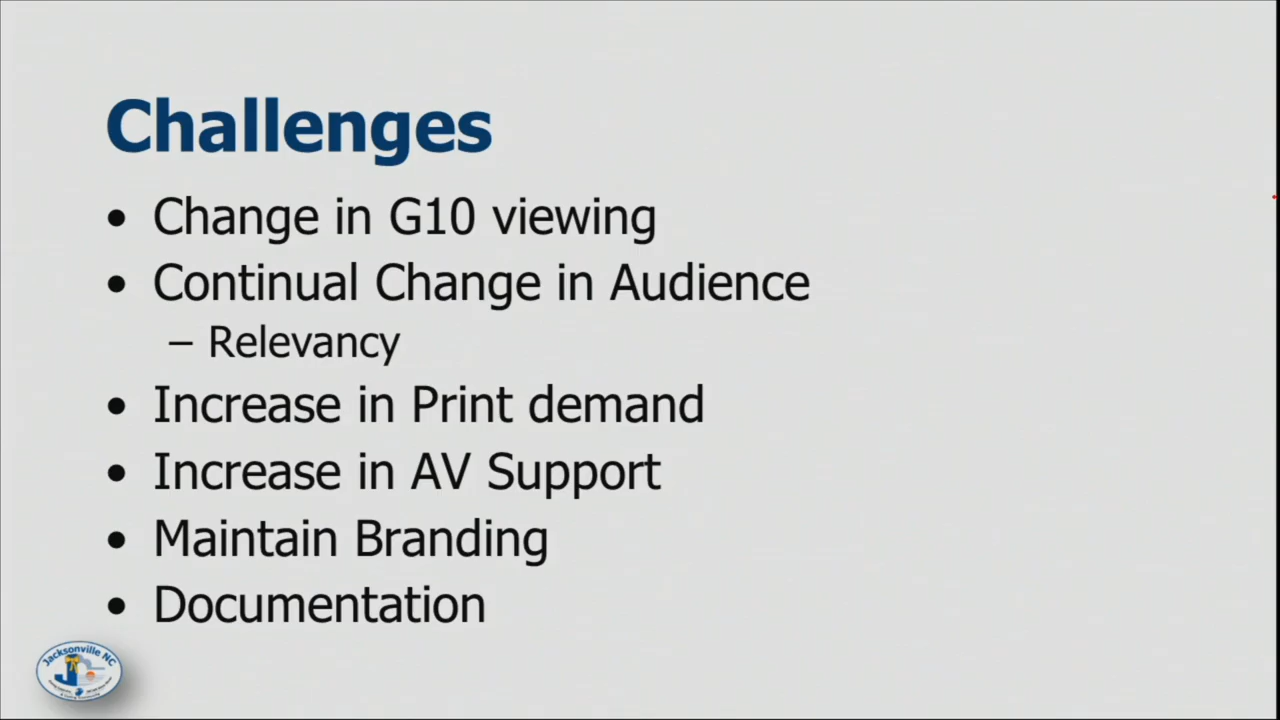 Challenges
• Change in G10 viewing
• Continual Change in Audience
– Relevancy
• Increase in Print demand
• Increase in AV Support
• Maintain Branding
• Documentation
Jacksonville NC